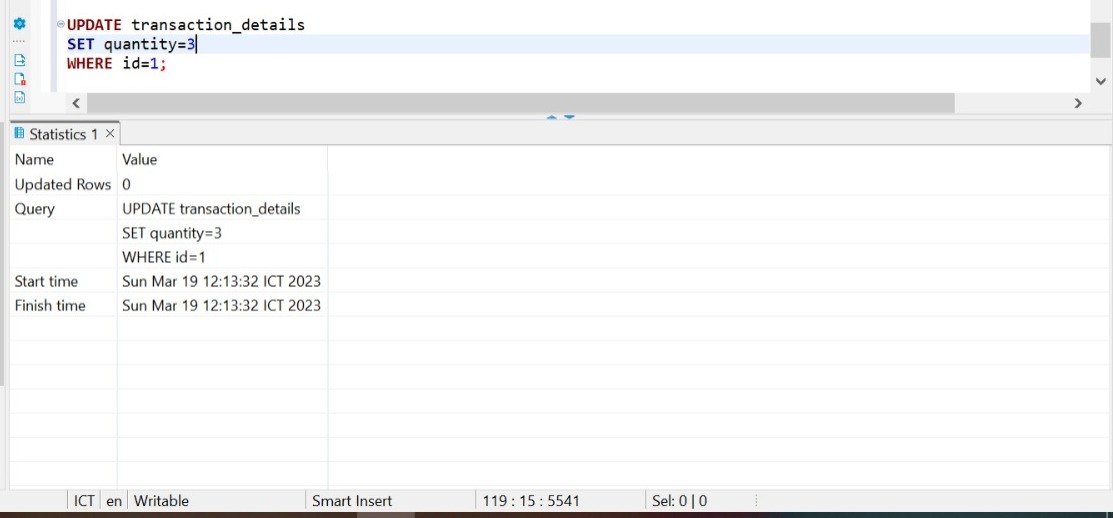 UPDATE transaction_details
SET quantity=3
WHERE id=1;
Statistics 1
Name Value
Updated Rows 0
Query UPDATE transaction_details
SET quantity=3
WHERE id=1
Start time Sun Mar 19 12:13:32 ICT 2023
Finish time Sun Mar 19 12:13:32 ICT 2023
ICT en Writable Smart Insert 119 : 15 : 5541 Sel: 0 | 0